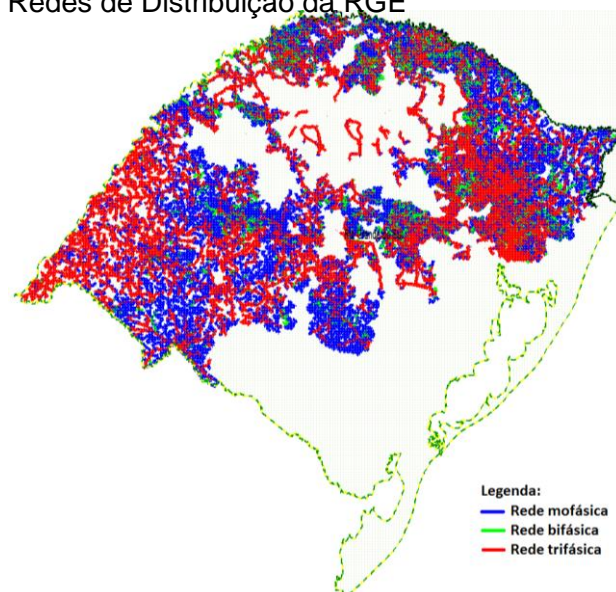 Redes de Distribuição da RGE
Legenda:
Rede mofásica
Rede bifásica
Rede trifásica